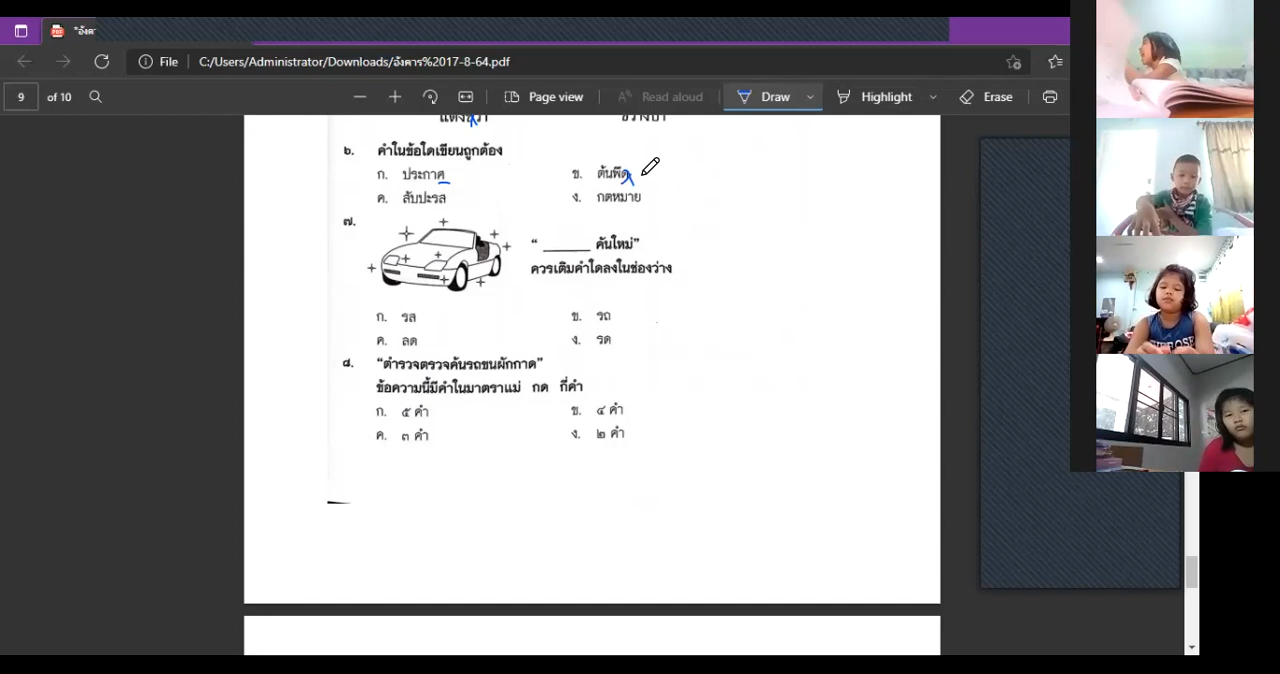 PDF
File
C:/Users/Administrator/Downloads/อังคาร%2017-8-64.pdf
9 of 10
Page view
Read aloud
Draw
Highlight
Erase
๖. คำในข้อใดเขียนถูกต้อง
ก. ประกาศ ข. ต้นพืด
ค. สับปะรส ง. กตหมาย
๗.
“ ______ คันใหม่”
ควรเติมคำใดลงในช่องว่าง
ก. รส ข. รถ
ค. ลด ง. รด
๘. “ตำรวจตรวจค้นรถขนผักกาด”
ข้อความนี้มีคำในมาตราแม่ กด กี่คำ
ก. ๕ คำ ข. ๔ คำ
ค. ๓ คำ ง. ๒ คำ